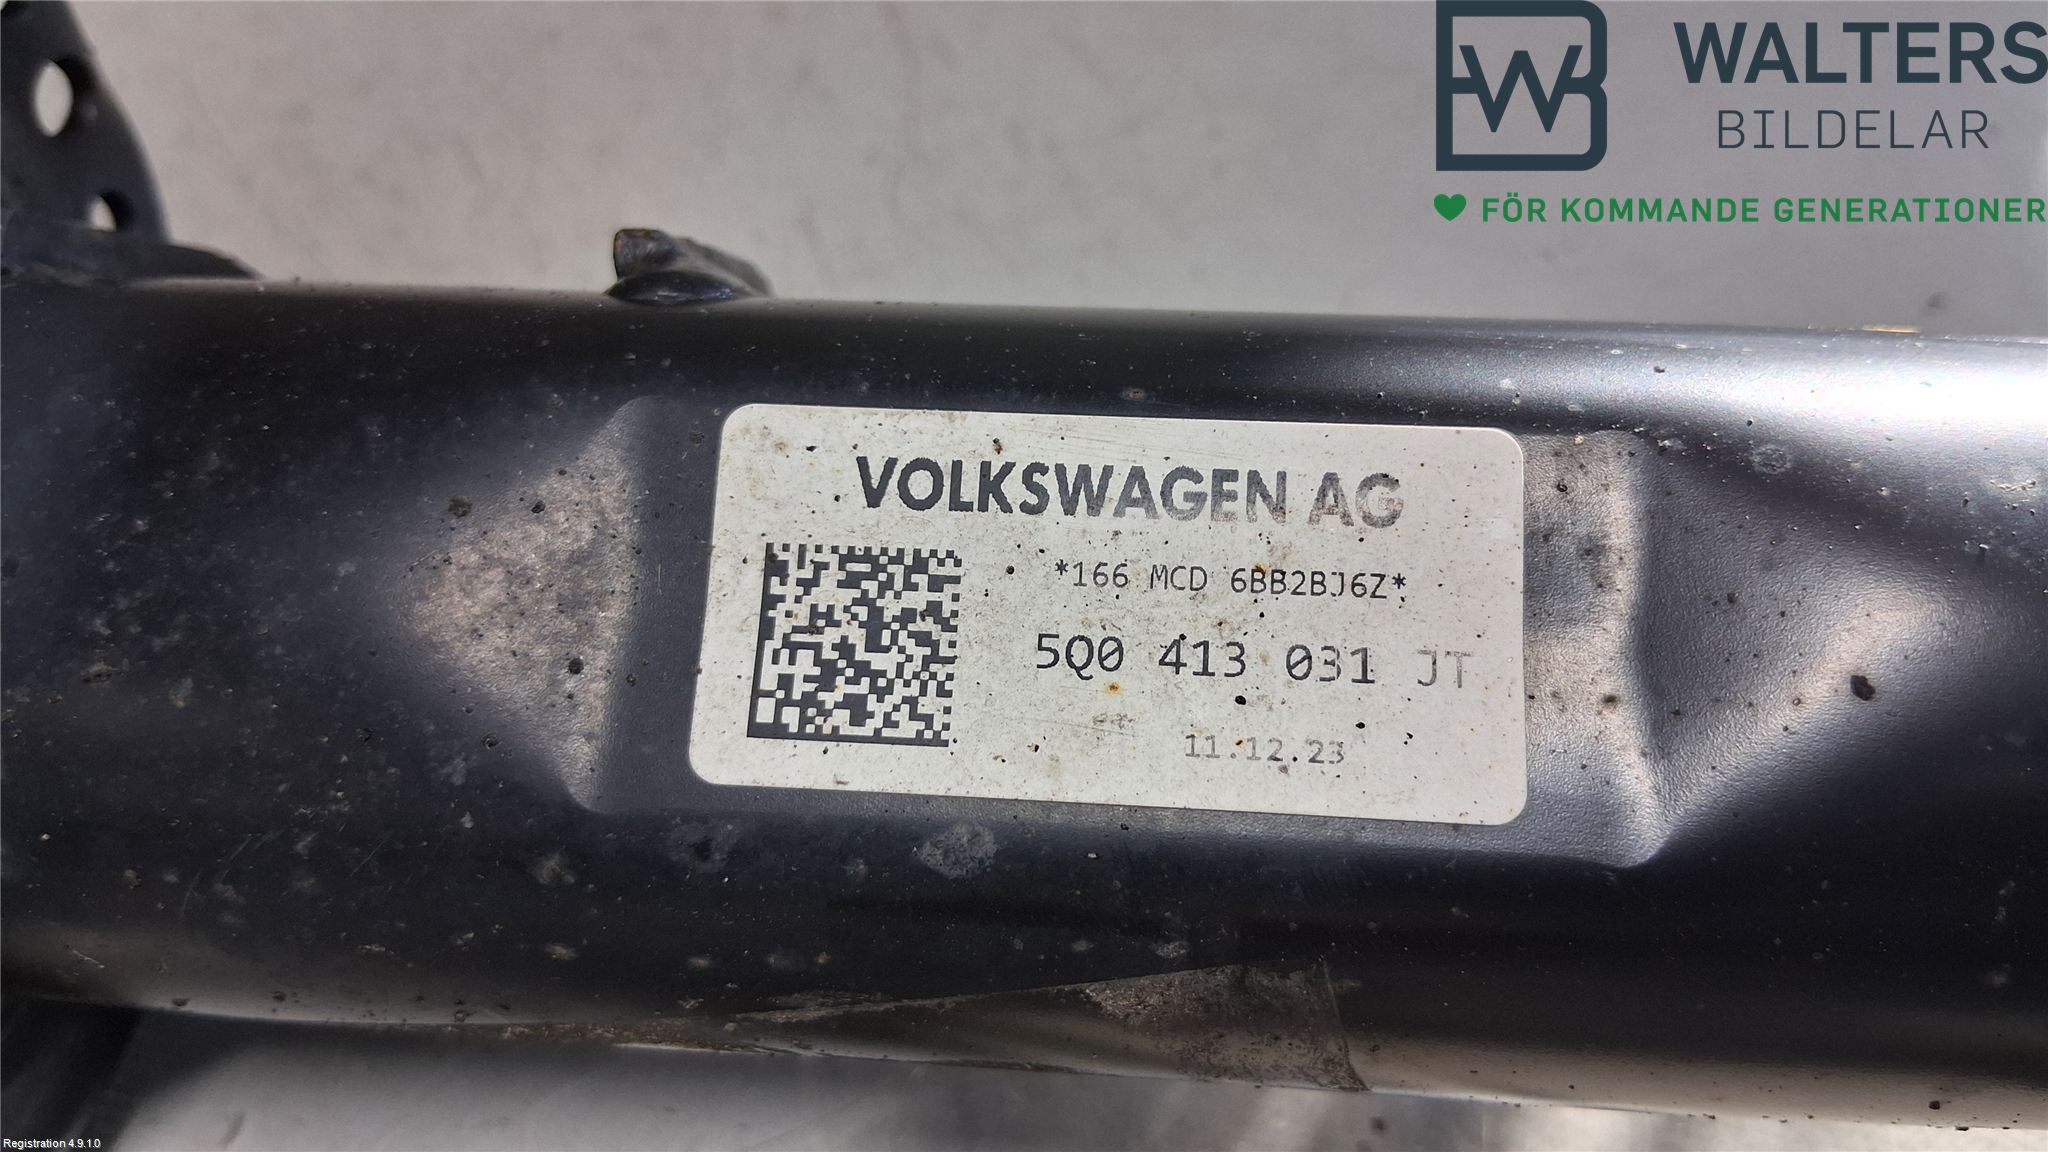 WALTERS
BILDELAR
FÖR KOMMANDE GENERATIONER
VOLKSWAGEN AG
*166 MCD 6BB2BJ6Z*
5Q0 413 031 JT
11.12.23
Registration 4.9.1.0